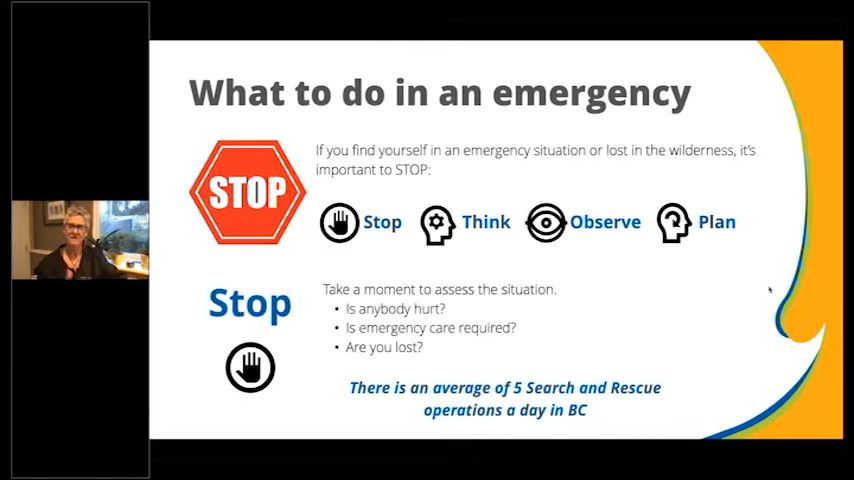 What to do in an emergency
If you find yourself in an emergency situation or lost in the wilderness, it's
important to STOP:
STOP
Stop Think Observe Plan
Stop
Take a moment to assess the situation.
• Is anybody hurt?
• Is emergency care required?
• Are you lost?
There is an average of 5 Search and Rescue
operations a day in BC